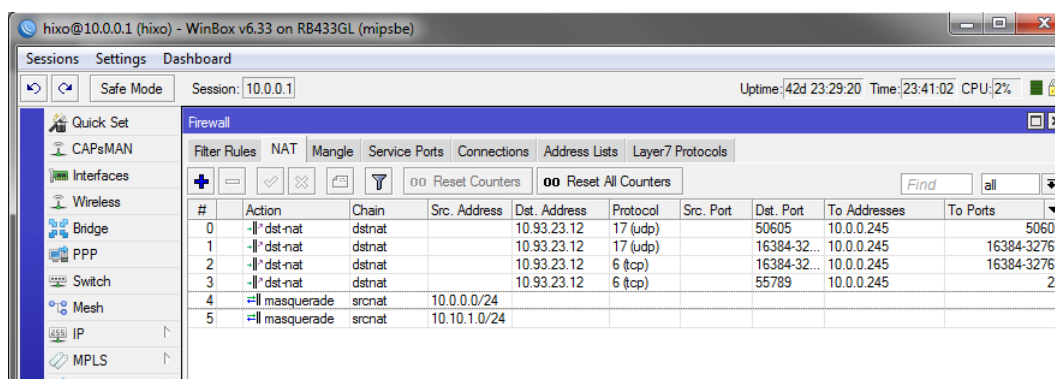 hixo@10.0.0.1 (hixo) - WinBox v6.33 on RB433GL (mipsbe)
Sessions Settings Dashboard
Safe Mode Session: 10.0.0.1 Uptime: 42d 23:29:20 Time: 23:41:02 CPU: 2%
Quick Set
CAPsMAN
Interfaces
Wireless
Bridge
PPP
Switch
Mesh
IP
MPLS
Firewall
Filter Rules NAT Mangle Service Ports Connections Address Lists Layer7 Protocols
00 Reset Counters 00 Reset All Counters Find all
# Action Chain Src. Address Dst. Address Protocol Src. Port Dst. Port To Addresses To Ports
0 dst-nat dstnat 10.93.23.12 17 (udp) 50605 10.0.0.245 5060
1 dst-nat dstnat 10.93.23.12 17 (udp) 16384-32... 10.0.0.245 16384-3276
2 dst-nat dstnat 10.93.23.12 6 (tcp) 16384-32... 10.0.0.245 16384-3276
3 dst-nat dstnat 10.93.23.12 6 (tcp) 55789 10.0.0.245 2
4 masquerade srcnat 10.0.0.0/24
5 masquerade srcnat 10.10.1.0/24